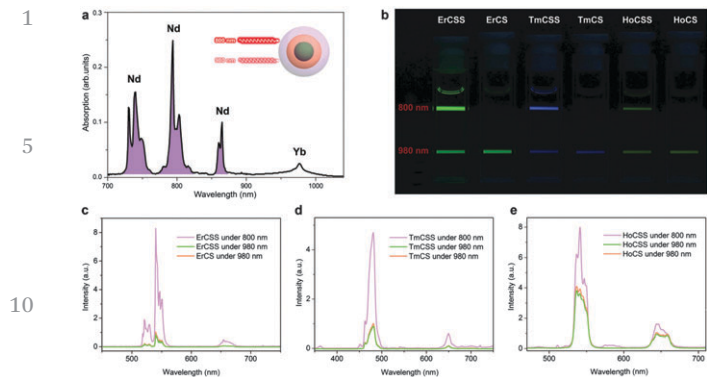 1
5
10
a
Absorption (arb.units)
0.3
0.2
0.1
0.0
Nd
Nd
Nd
Yb
700 800 900 1000
Wavelength (nm)
b
ErCSS ErCS TmCSS TmCS HoCSS HoCS
800 nm
980 nm
c
Intensity (a.u.)
8
6
4
2
0
ErCSS under 800 nm
ErCSS under 980 nm
ErCS under 980 nm
500 600 700
Wavelength (nm)
d
Intensity (a.u.)
4
2
0
TmCSS under 800 nm
TmCSS under 980 nm
TmCS under 980 nm
400 500 600 700
Wavelength (nm)
e
Intensity (a.u.)
8
6
4
2
0
HoCSS under 800 nm
HoCSS under 980 nm
HoCS under 980 nm
500 600 700
Wavelength (nm)